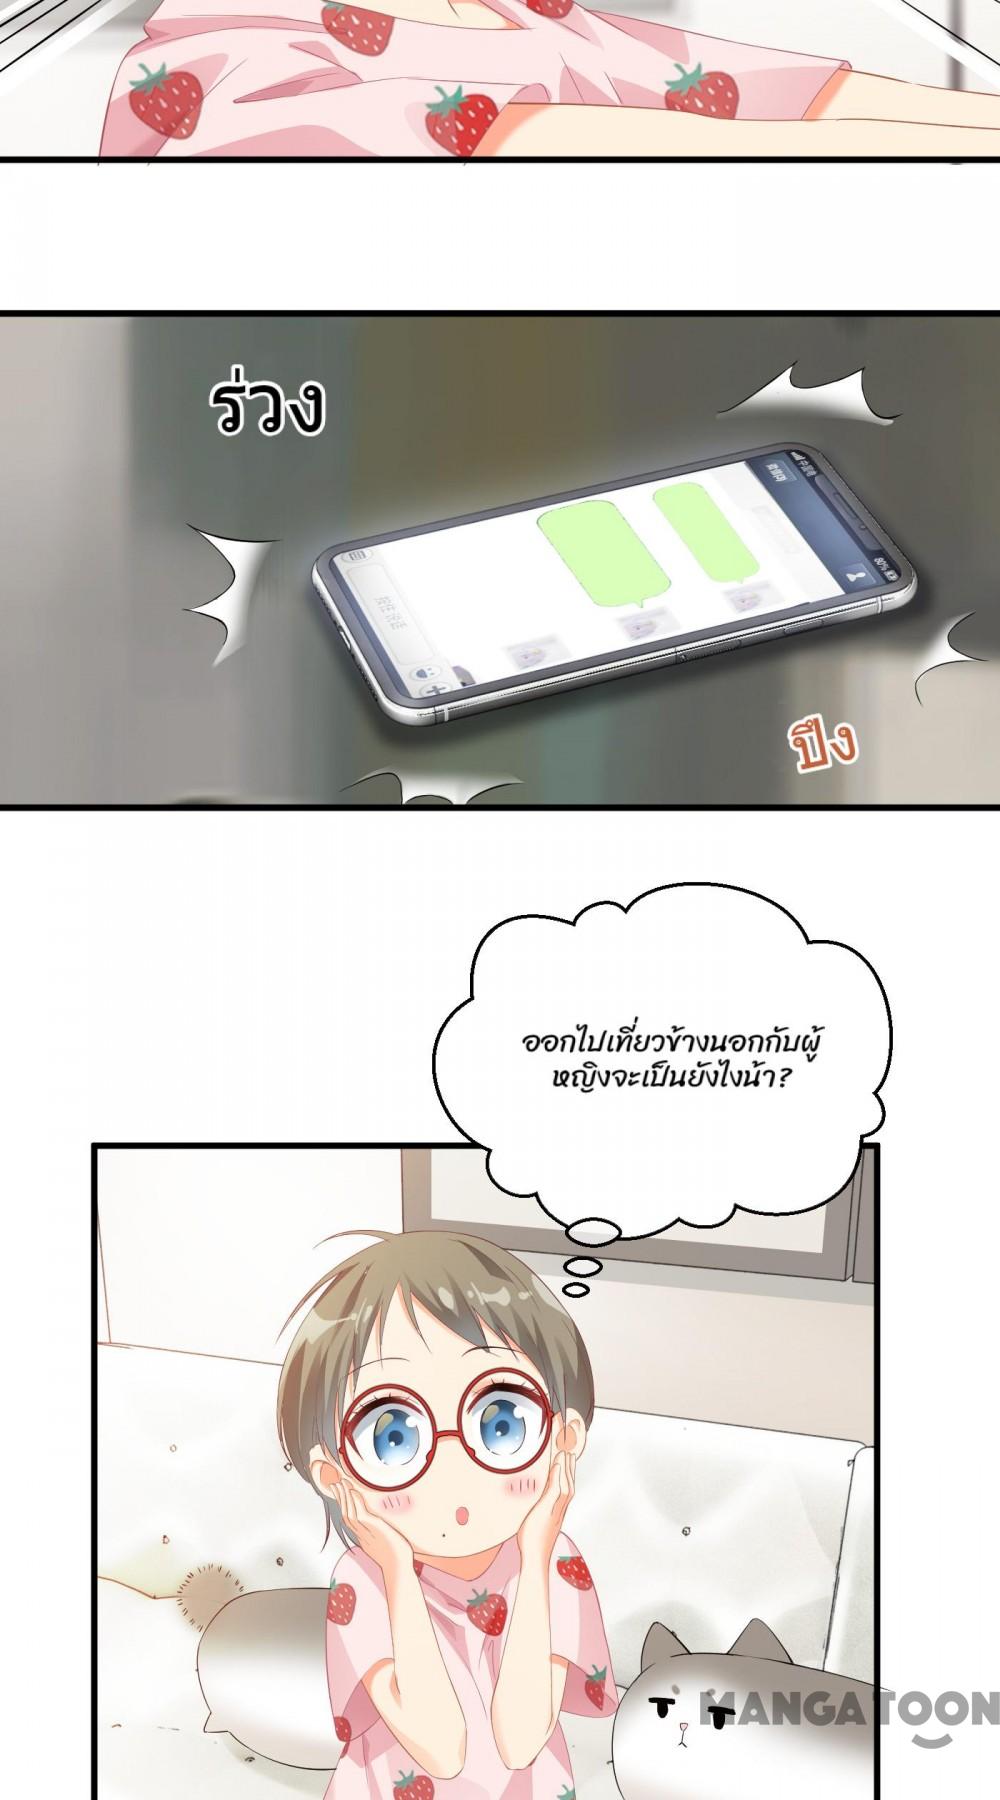 ร่วง
80%
ปึง
ออกไปเที่ยวข้างนอกกับผู้
หญิงจะเป็นยังไงน้า?
MANGATOON